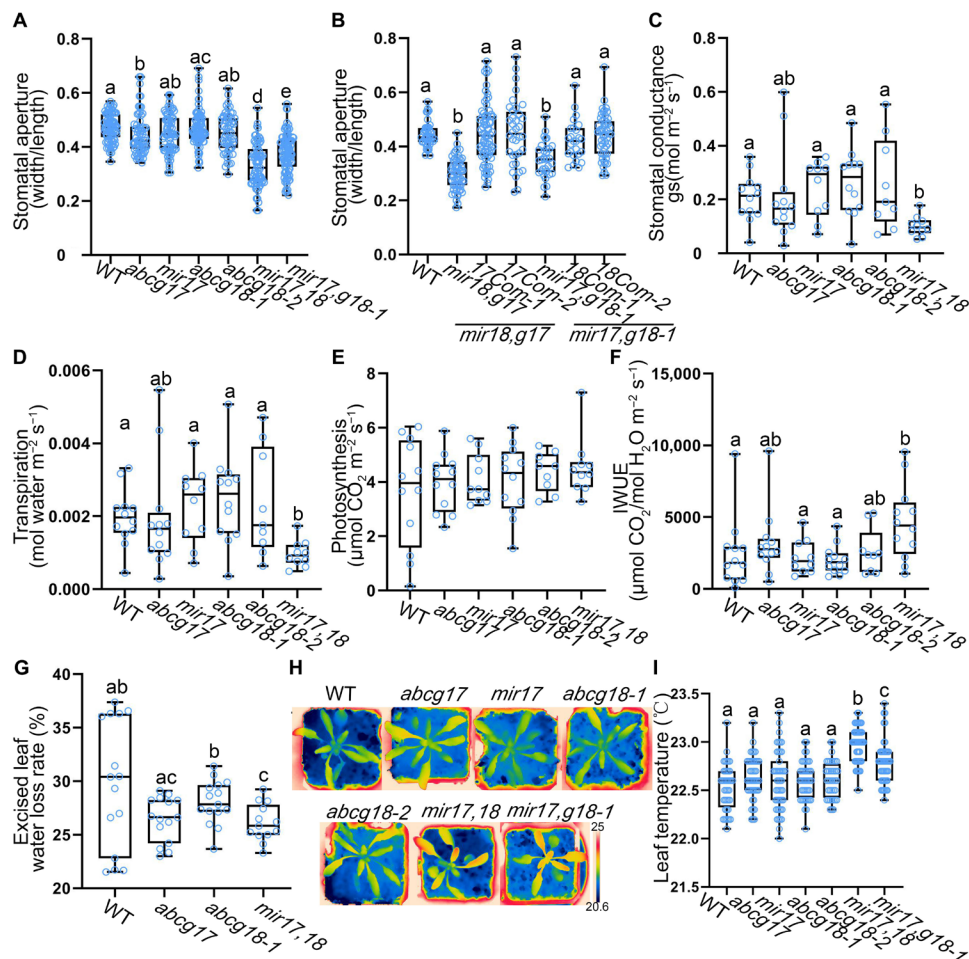 A
Stomatal aperture
(width/length)
0.8
0.6
0.4
0.2
0
a
b
ab
ac
ab
d
e
WT
abcg17
mir17
abcg18-1
abcg18-2
mir17,18
mir17,g18-1
B
Stomatal aperture
(width/length)
0.8
0.6
0.4
0.2
0.0
a
b
a
a
b
a
a
WT
mir18,g17
17Com-1
17Com-2
mir17,g18-1
18Com-1
18Com-2
mir18,g17
mir17,g18-1
C
Stomatal conductance
gs(mol m⁻² s⁻¹)
0.8
0.6
0.4
0.2
0
a
ab
a
a
a
b
WT
abcg17
mir17
abcg18-1
abcg18-2
mir17,18
D
Transpiration
(mol water m⁻² s⁻¹)
0.006
0.004
0.002
0.000
a
ab
a
a
a
b
WT
abcg17
mir17
abcg18-1
abcg18-2
mir17,18
E
Photosynthesis
(μmol CO₂ m⁻² s⁻¹)
8
6
4
2
0
WT
abcg17
mir17
abcg18-1
abcg18-2
mir17,18
F
IWUE
(μmol CO₂/mol H₂O m⁻² s⁻¹)
15,000
10,000
5000
0
a
ab
a
a
ab
b
WT
abcg17
mir17
abcg18-1
abcg18-2
mir17,18
G
Excised leaf
water loss rate (%)
40
35
30
25
20
ab
ac
b
c
WT
abcg17
abcg18-1
mir17,18
H
WT
abcg17
mir17
abcg18-1
abcg18-2
mir17,18
mir17,g18-1
25
20.6
I
Leaf temperature (°C)
23.5
23.0
22.5
22.0
21.5
a
a
a
a
a
b
c
WT
abcg17
mir17
abcg18-1
abcg18-2
mir17,18
mir17,g18-1